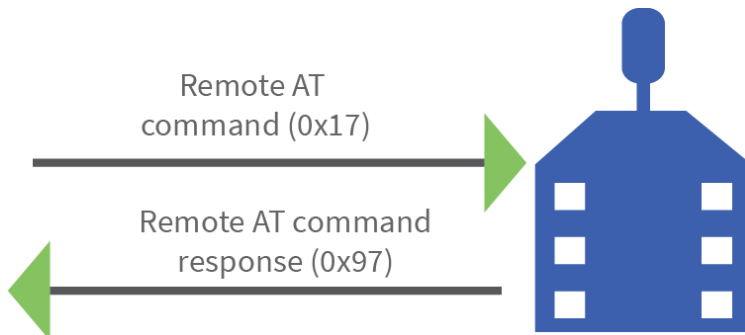 Remote AT
command (0x17)
Remote AT command
response (0x97)